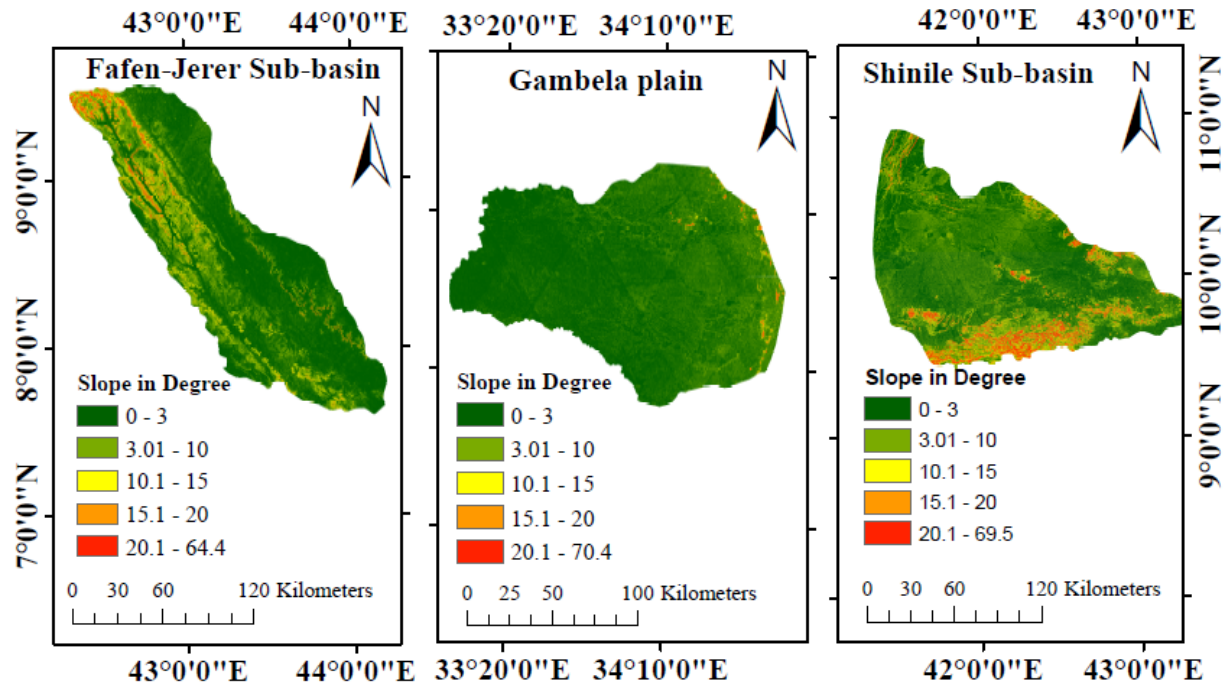 43°0'0"E 44°0'0"E
Fafen-Jerer Sub-basin
N
9°0'0"N
8°0'0"N
7°0'0"N
Slope in Degree
0 - 3
3.01 - 10
10.1 - 15
15.1 - 20
20.1 - 64.4
0 30 60 120 Kilometers
43°0'0"E 44°0'0"E
33°20'0"E 34°10'0"E
Gambela plain
N
Slope in Degree
0 - 3
3.01 - 10
10.1 - 15
15.1 - 20
20.1 - 70.4
0 25 50 100 Kilometers
33°20'0"E 34°10'0"E
42°0'0"E 43°0'0"E
Shinile Sub-basin
N
11°0'0"N
10°0'0"N
9°0'0"N
Slope in Degree
0 - 3
3.01 - 10
10.1 - 15
15.1 - 20
20.1 - 69.5
0 30 60 120 Kilometers
42°0'0"E 43°0'0"E